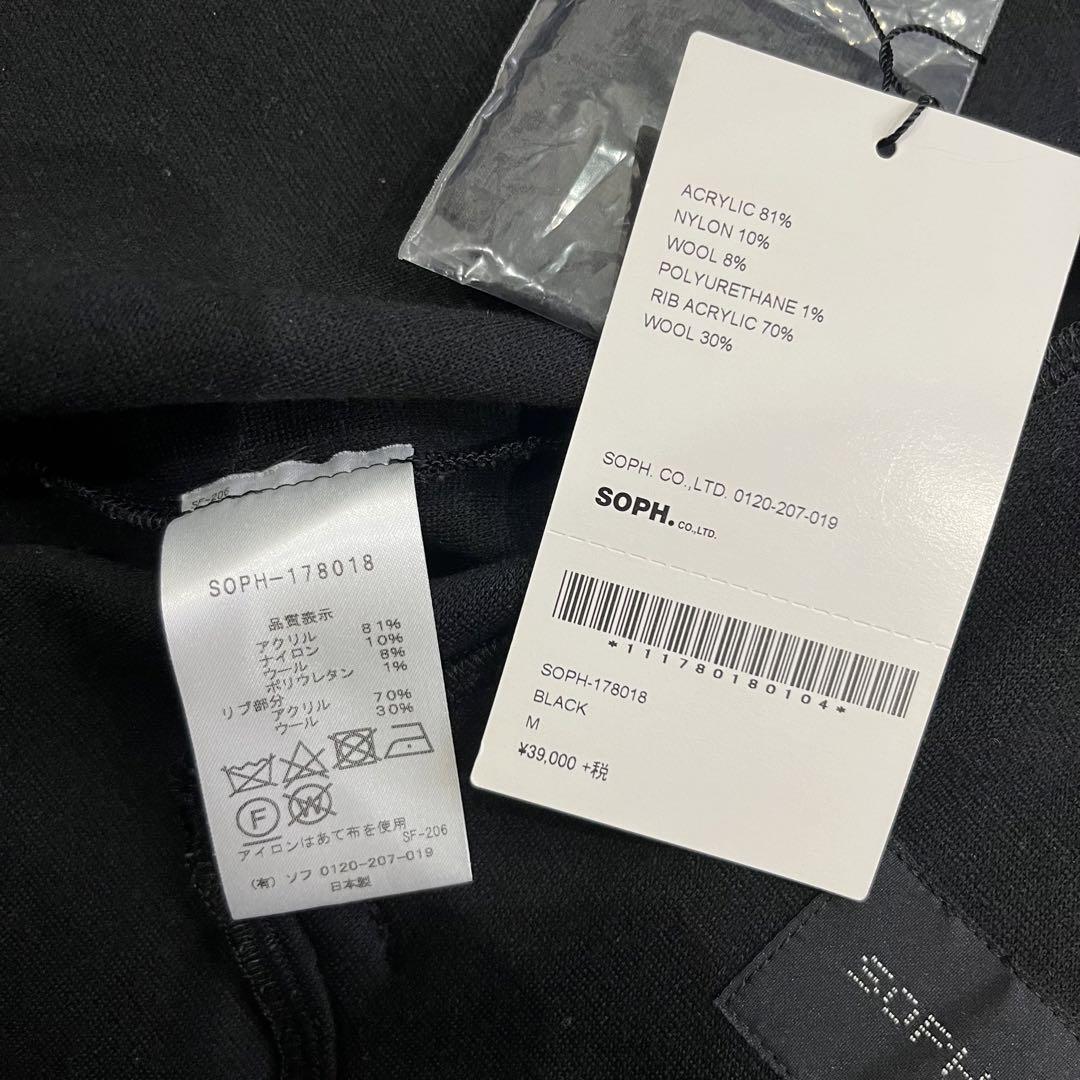 ACRYLIC 81%
NYLON 10%
WOOL 8%
POLYURETHANE 1%
RIB ACRYLIC 70%
WOOL 30%
SOPH. CO.,LTD. 0120-207-019
SOPH. CO.,LTD.
*111780180104*
SOPH-178018
BLACK
M
¥39,000 +税
SF-206
SOPH-178018
品質表示
アクリル 81%
ナイロン 10%
ウール 8%
ポリウレタン 1%
リブ部分
アクリル 70%
ウール 30%
F
W
アイロンはあて布を使用
SF-206
(有) ソフ 0120-207-019
日本製
SOPH